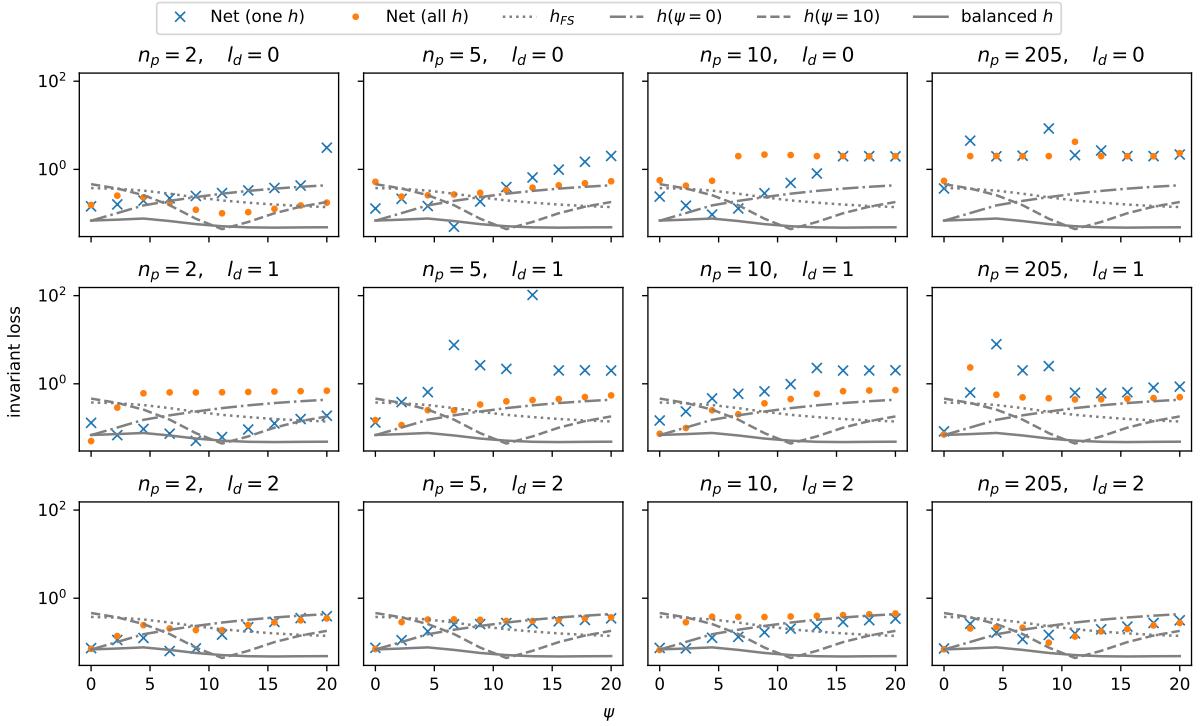 Net (one h) Net (all h) h_{FS} h(ψ = 0) h(ψ = 10) balanced h
n_p = 2, l_d = 0 n_p = 5, l_d = 0 n_p = 10, l_d = 0 n_p = 205, l_d = 0
10^2
10^0
n_p = 2, l_d = 1 n_p = 5, l_d = 1 n_p = 10, l_d = 1 n_p = 205, l_d = 1
10^2
10^0
invariant loss
n_p = 2, l_d = 2 n_p = 5, l_d = 2 n_p = 10, l_d = 2 n_p = 205, l_d = 2
10^2
10^0
0 5 10 15 20 0 5 10 15 20 0 5 10 15 20 0 5 10 15 20
ψ